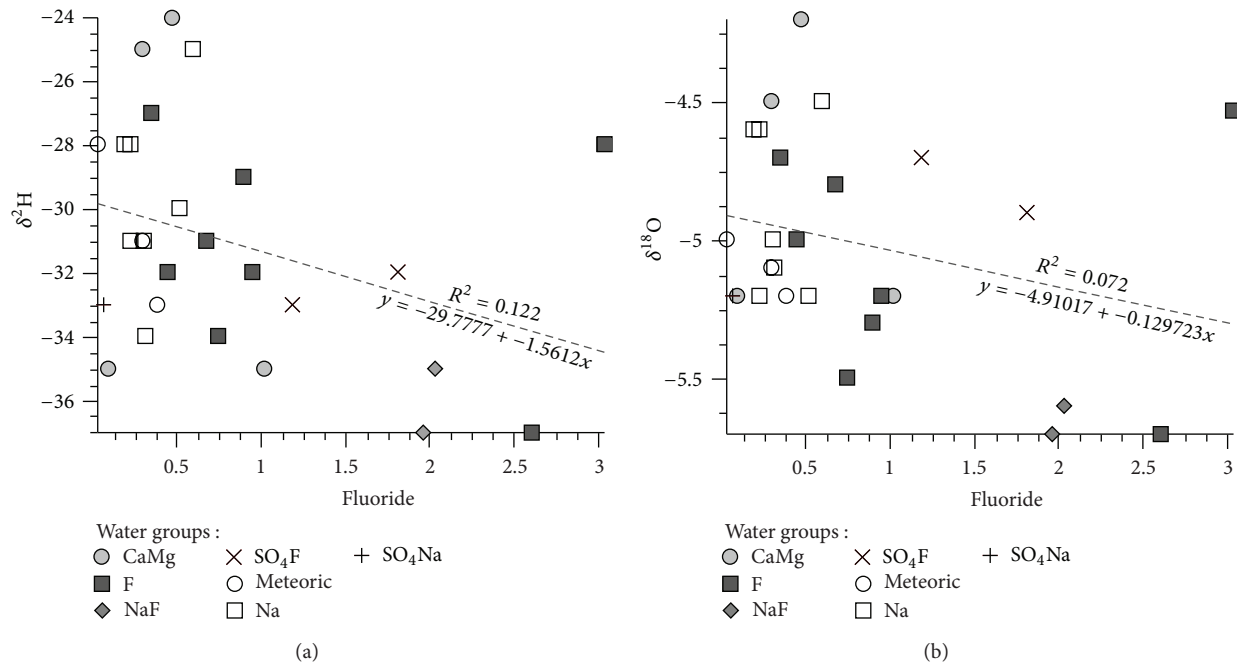 −24
−26
−28
−30
−32
−34
−36
δ²H
R² = 0.122
y = −29.7777 + −1.5612x
0.5 1 1.5 2 2.5 3
Fluoride
Water groups :
CaMg SO₄F SO₄Na
F Meteoric
NaF Na
(a)
−4.5
−5
−5.5
δ¹⁸O
R² = 0.072
y = −4.91017 + −0.129723x
0.5 1 1.5 2 2.5 3
Fluoride
Water groups :
CaMg SO₄F SO₄Na
F Meteoric
NaF Na
(b)